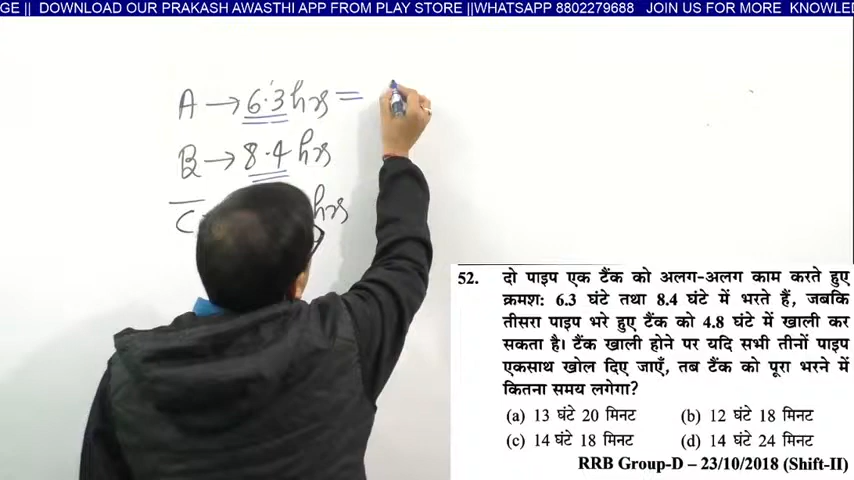 GE || DOWNLOAD OUR PRAKASH AWASTHI APP FROM PLAY STORE ||WHATSAPP 8802279688 JOIN US FOR MORE KNOWLED
A → 6.3 hrs =
B → 8.4 hrs
C hrs
52. दो पाइप एक टैंक को अलग-अलग काम करते हुए
क्रमश: 6.3 घंटे तथा 8.4 घंटे में भरते हैं, जबकि
तीसरा पाइप भरे हुए टैंक को 4.8 घंटे में खाली कर
सकता है। टैंक खाली होने पर यदि सभी तीनों पाइप
एकसाथ खोल दिए जाएँ, तब टैंक को पूरा भरने में
कितना समय लगेगा?
(a) 13 घंटे 20 मिनट (b) 12 घंटे 18 मिनट
(c) 14 घंटे 18 मिनट (d) 14 घंटे 24 मिनट
RRB Group-D – 23/10/2018 (Shift-II)